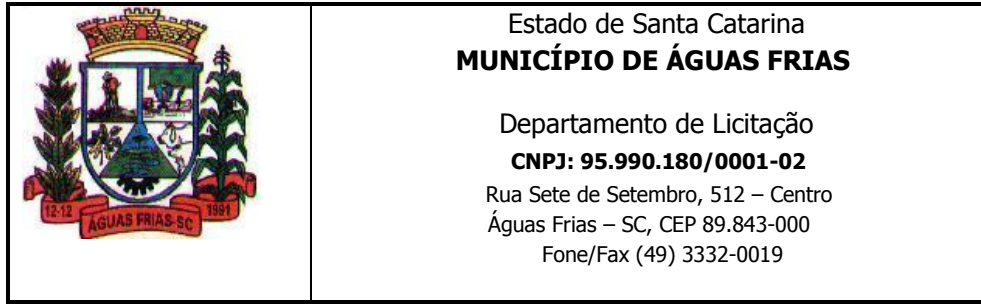 Estado de Santa Catarina
MUNICÍPIO DE ÁGUAS FRIAS
Departamento de Licitação
CNPJ: 95.990.180/0001-02
Rua Sete de Setembro, 512 – Centro
Águas Frias – SC, CEP 89.843-000
Fone/Fax (49) 3332-0019
12-12
ÁGUAS FRIAS-SC
1991